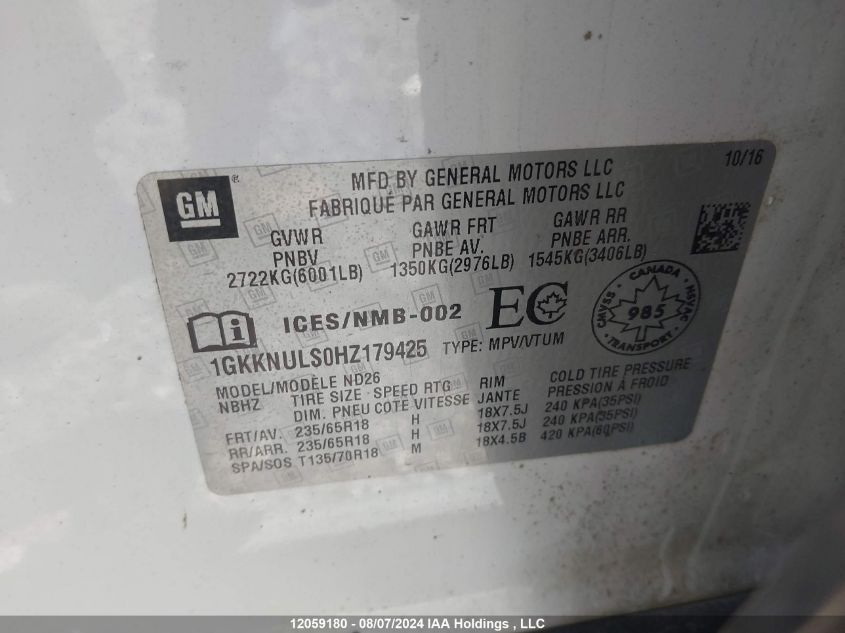 GM
MFD BY GENERAL MOTORS LLC
FABRIQUÉ PAR GENERAL MOTORS LLC
10/16
GVWR
PNBV
2722KG(6001LB)
GAWR FRT
PNBE AV.
1350KG(2976LB)
GAWR RR
PNBE ARR.
1545KG(3406LB)
ICES/NMB-002
EC
CANADA
CMVSS
985
NSVAC
TRANSPORT
1GKKNULS0HZ179425 TYPE: MPV/VTUM
MODEL/MODÈLE ND26
NBHZ
TIRE SIZE SPEED RTG RIM COLD TIRE PRESSURE
DIM. PNEU COTE VITESSE JANTE PRESSION À FROID
FRT/AV. 235/65R18 H 18X7.5J 240 KPA(35PSI)
RR/ARR. 235/65R18 H 18X7.5J 240 KPA(35PSI)
SPA/SOS T135/70R18 M 18X4.5B 420 KPA(60PSI)
12059180 - 08/07/2024 IAA Holdings , LLC